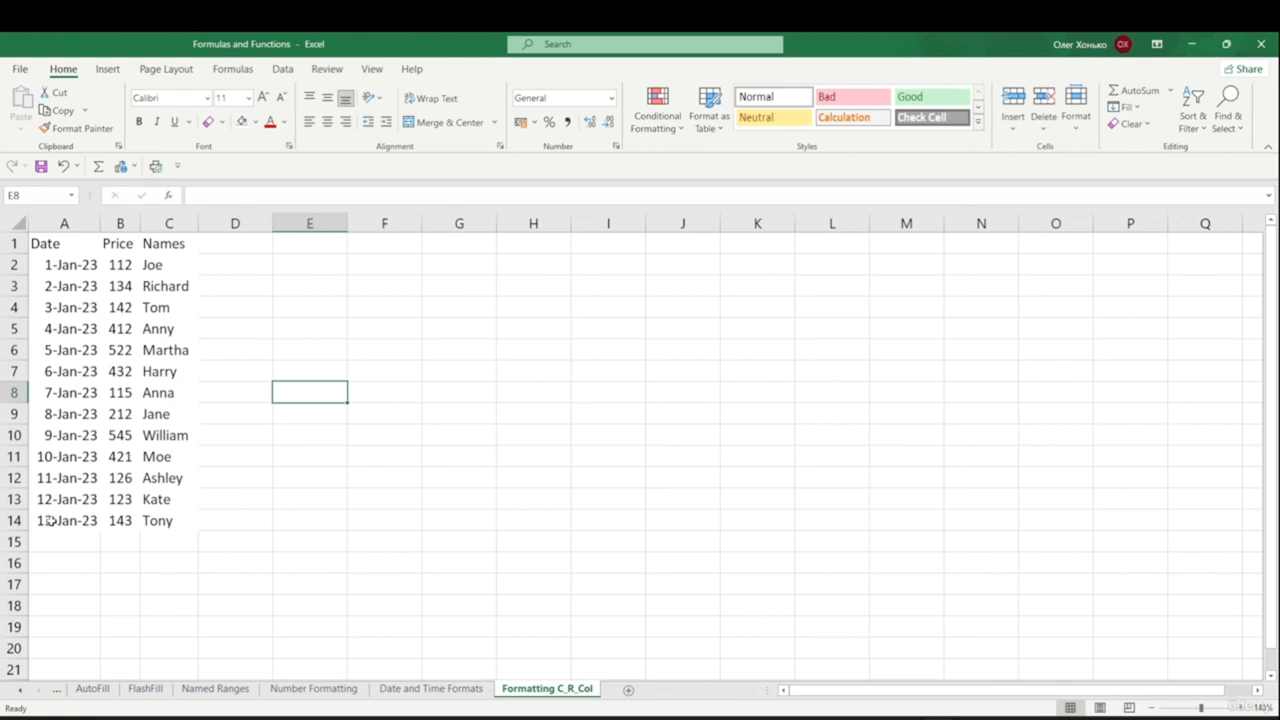 Formulas and Functions - Excel
Search
Олег Хонько
OX
File Home Insert Page Layout Formulas Data Review View Help
Share
Paste
Cut
Copy
Format Painter
Clipboard
Calibri 11
B I U
Font
Wrap Text
Merge & Center
Alignment
General
Number
Conditional Formatting
Format as Table
Normal Bad Good
Neutral Calculation Check Cell
Styles
Insert Delete Format
Cells
AutoSum
Fill
Clear
Sort & Filter
Find & Select
Editing
E8
A B C D E F G H I J K L M N O P Q
1 Date Price Names
2 1-Jan-23 112 Joe
3 2-Jan-23 134 Richard
4 3-Jan-23 142 Tom
5 4-Jan-23 412 Anny
6 5-Jan-23 522 Martha
7 6-Jan-23 432 Harry
8 7-Jan-23 115 Anna
9 8-Jan-23 212 Jane
10 9-Jan-23 545 William
11 10-Jan-23 421 Moe
12 11-Jan-23 126 Ashley
13 12-Jan-23 123 Kate
14 13-Jan-23 143 Tony
15
16
17
18
19
20
21
... AutoFill FlashFill Named Ranges Number Formatting Date and Time Formats Formatting C_R_Col
Ready